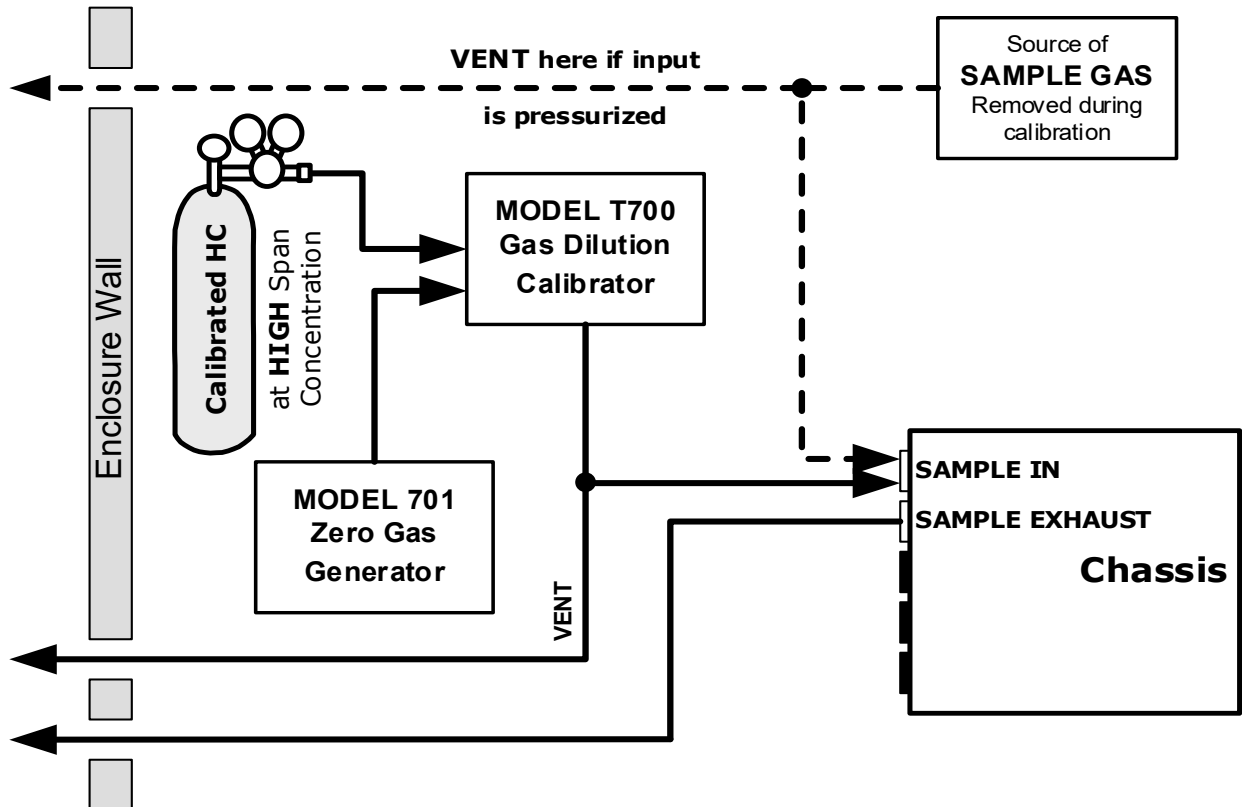 VENT here if input
is pressurized
Source of
SAMPLE GAS
Removed during
calibration
Enclosure Wall
Calibrated HC
at HIGH Span
Concentration
MODEL T700
Gas Dilution
Calibrator
MODEL 701
Zero Gas
Generator
VENT
SAMPLE IN
SAMPLE EXHAUST
Chassis